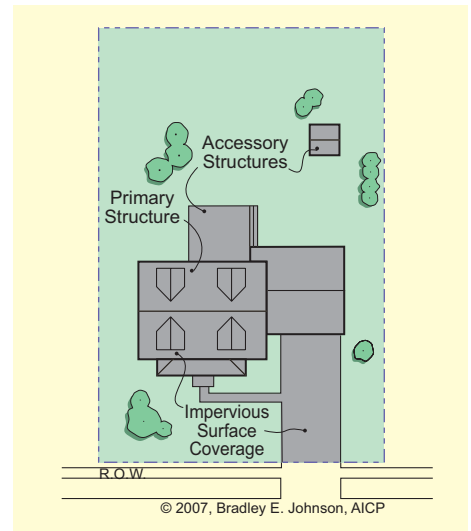 Accessory
Structures
Primary
Structure
Impervious
Surface
Coverage
R.O.W.
© 2007, Bradley E. Johnson, AICP